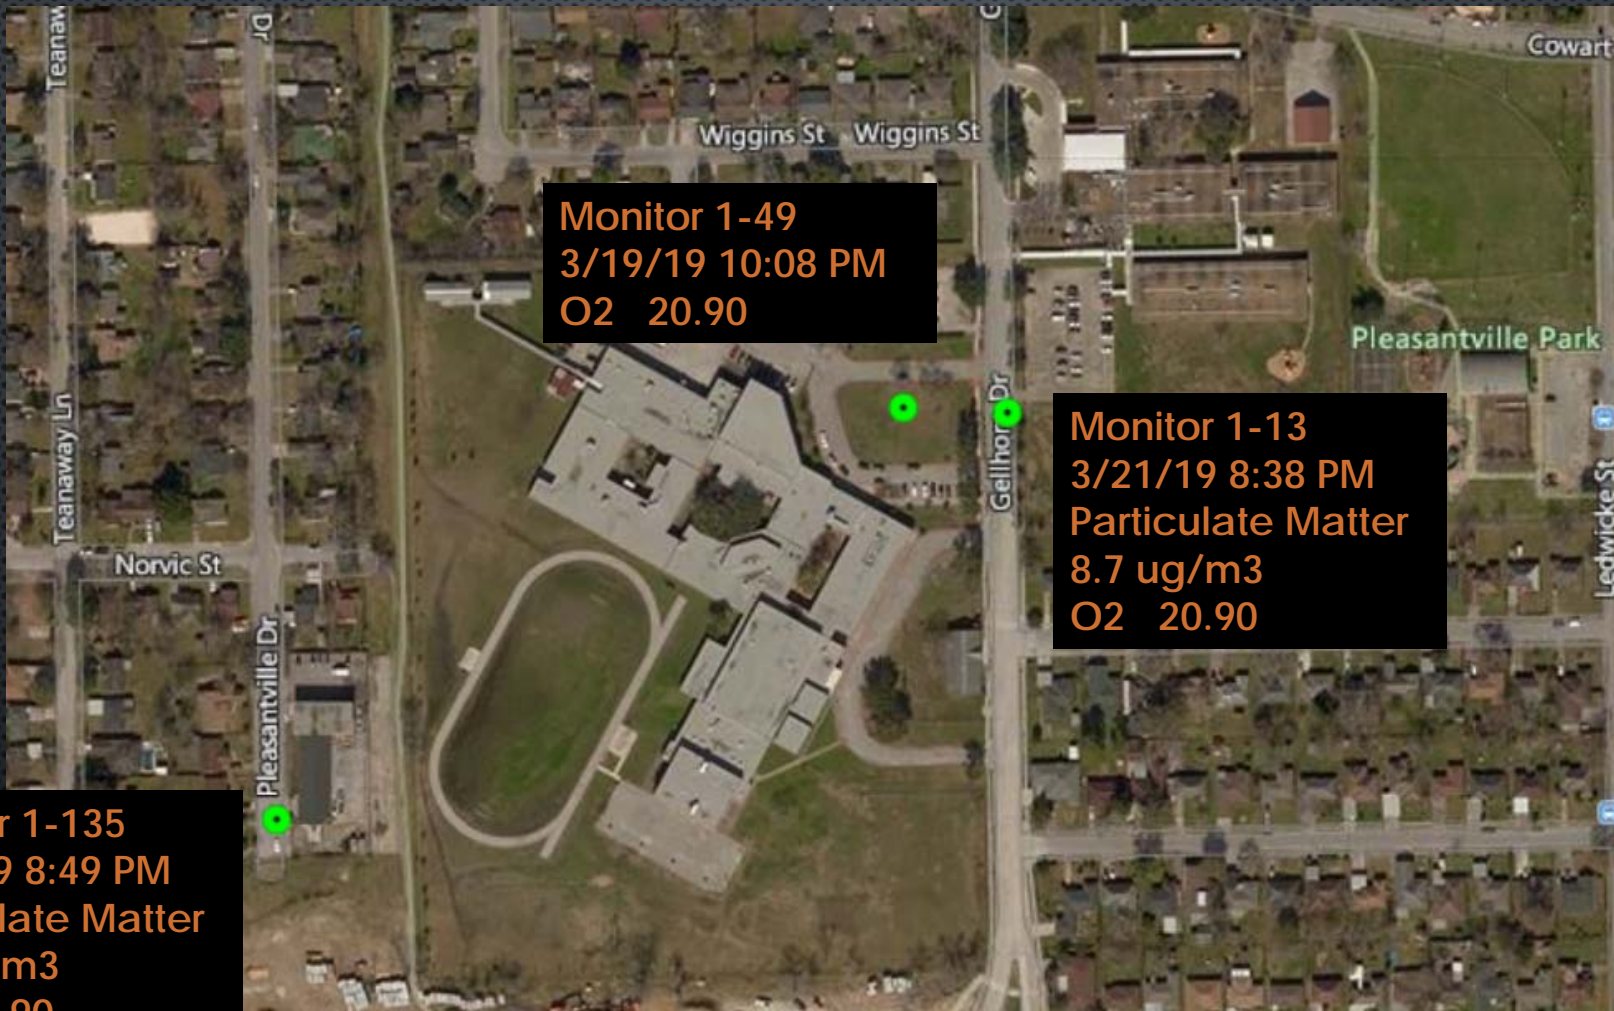 Teanaw
Dr
G
Cowart
Wiggins St Wiggins St
Monitor 1-49
3/19/19 10:08 PM
O2 20.90
Pleasantville Park
Gellhor Dr
Teanaway Ln
Monitor 1-13
3/21/19 8:38 PM
Particulate Matter
8.7 ug/m3
O2 20.90
Ledwicke St
Norvic St
Pleasantville Dr
r 1-135
9 8:49 PM
late Matter
m3
.90